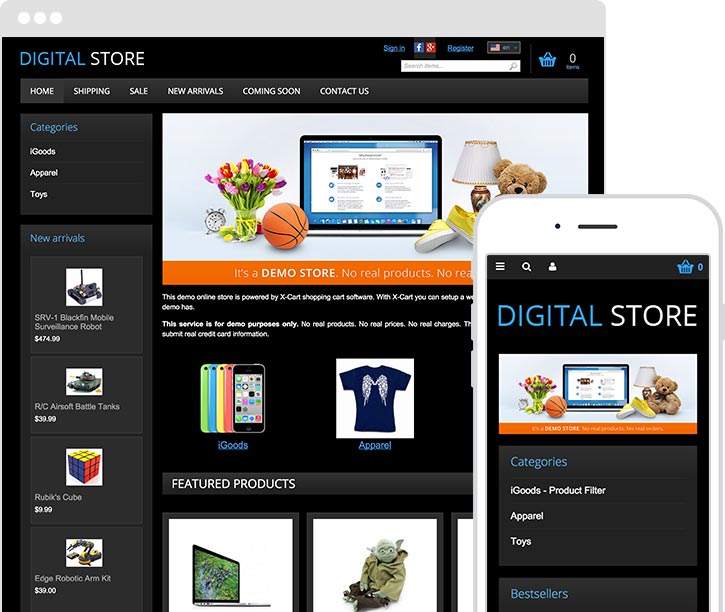 DIGITAL STORE
Sign in
Register
en
Search items...
0
items
HOME
SHIPPING
SALE
NEW ARRIVALS
COMING SOON
CONTACT US
Categories
iGoods
Apparel
Toys
New arrivals
SRV-1 Blackfin Mobile
Surveillance Robot
$474.99
R/C Airsoft Battle Tanks
$39.99
Rubik's Cube
$9.99
Edge Robotic Arm Kit
$39.00
It's a DEMO STORE. No real products. No rea
This demo online store is powered by X-Cart shopping cart software. With X-Cart you can setup a we
demo has.
This service is for demo purposes only. No real products. No real prices. No real charges. Th
submit real credit card information.
iGoods
Apparel
FEATURED PRODUCTS
0
DIGITAL STORE
It's a DEMO STORE. No real products. No real orders.
Categories
iGoods - Product Filter
Apparel
Toys
Bestsellers